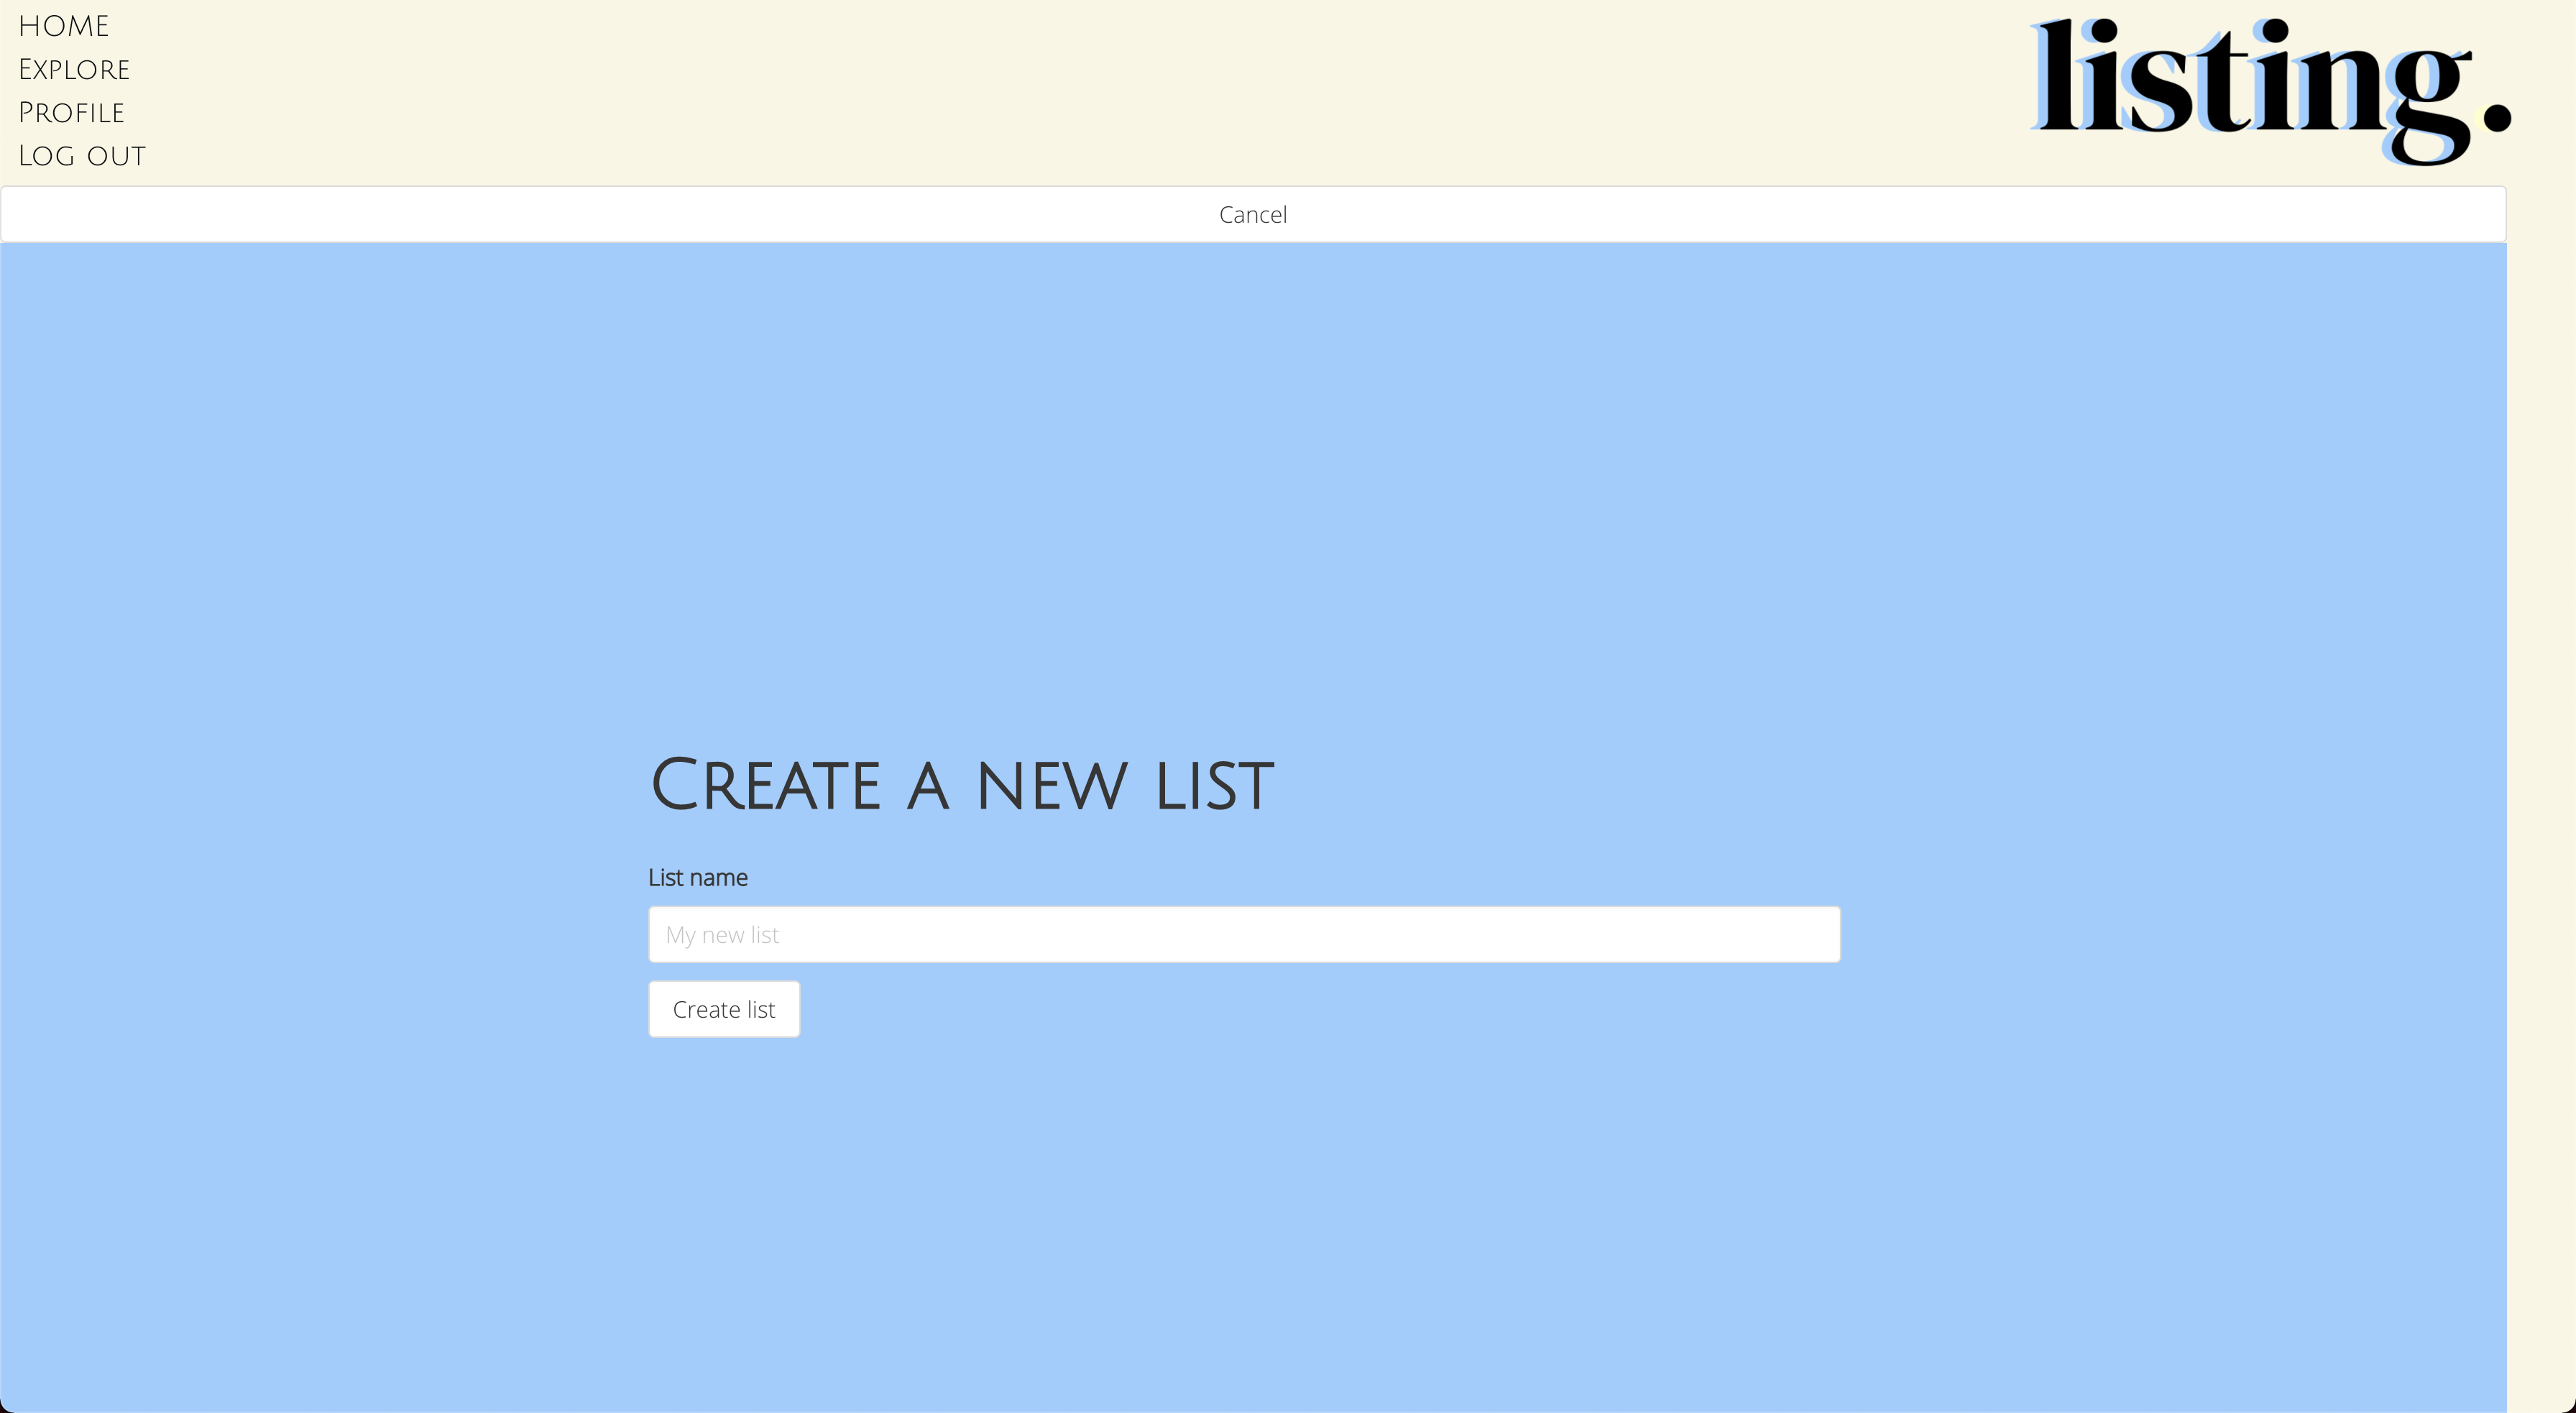 HOME
EXPLORE
PROFILE
LOG OUT
listing.
Cancel
CREATE A NEW LIST
List name
My new list
Create list